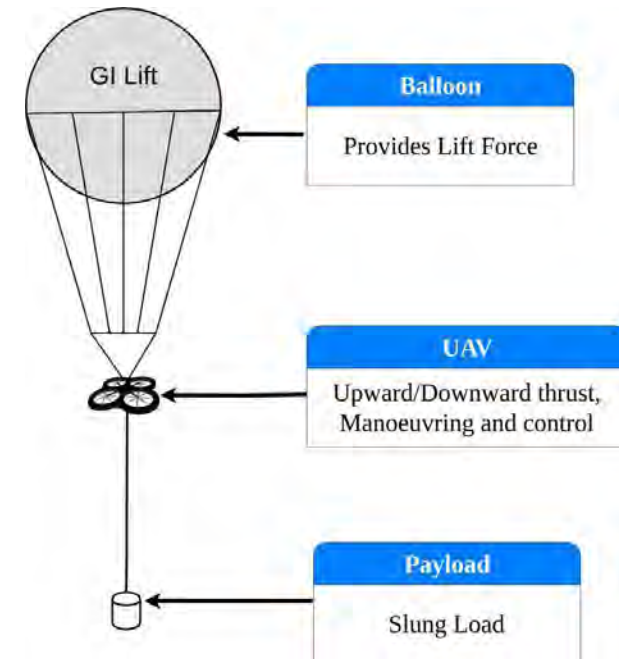 GI Lift
Balloon
Provides Lift Force
UAV
Upward/Downward thrust,
Manoeuvring and control
Payload
Slung Load